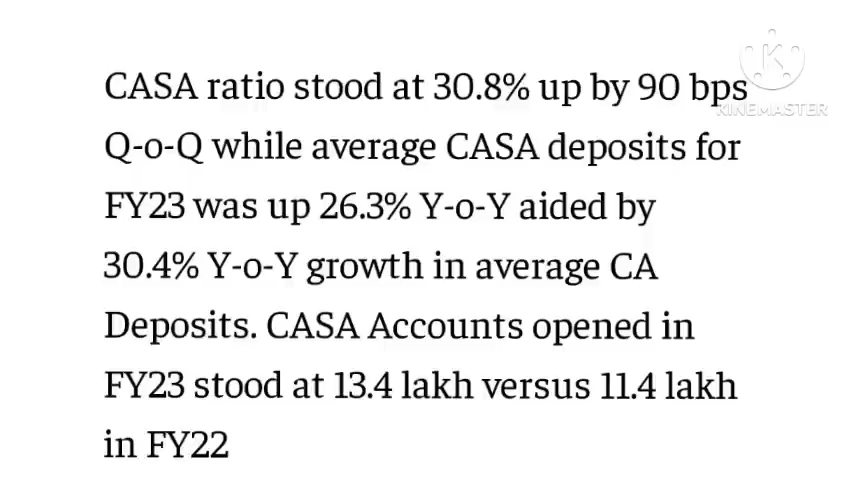 KINEMASTER
CASA ratio stood at 30.8% up by 90 bps
Q-o-Q while average CASA deposits for
FY23 was up 26.3% Y-o-Y aided by
30.4% Y-o-Y growth in average CA
Deposits. CASA Accounts opened in
FY23 stood at 13.4 lakh versus 11.4 lakh
in FY22